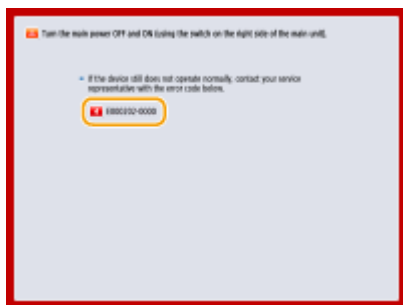 Turn the main power OFF and ON (using the switch on the right side of the main unit).
If the device still does not operate normally, contact your service
representative with the error code below.
E000202-0000